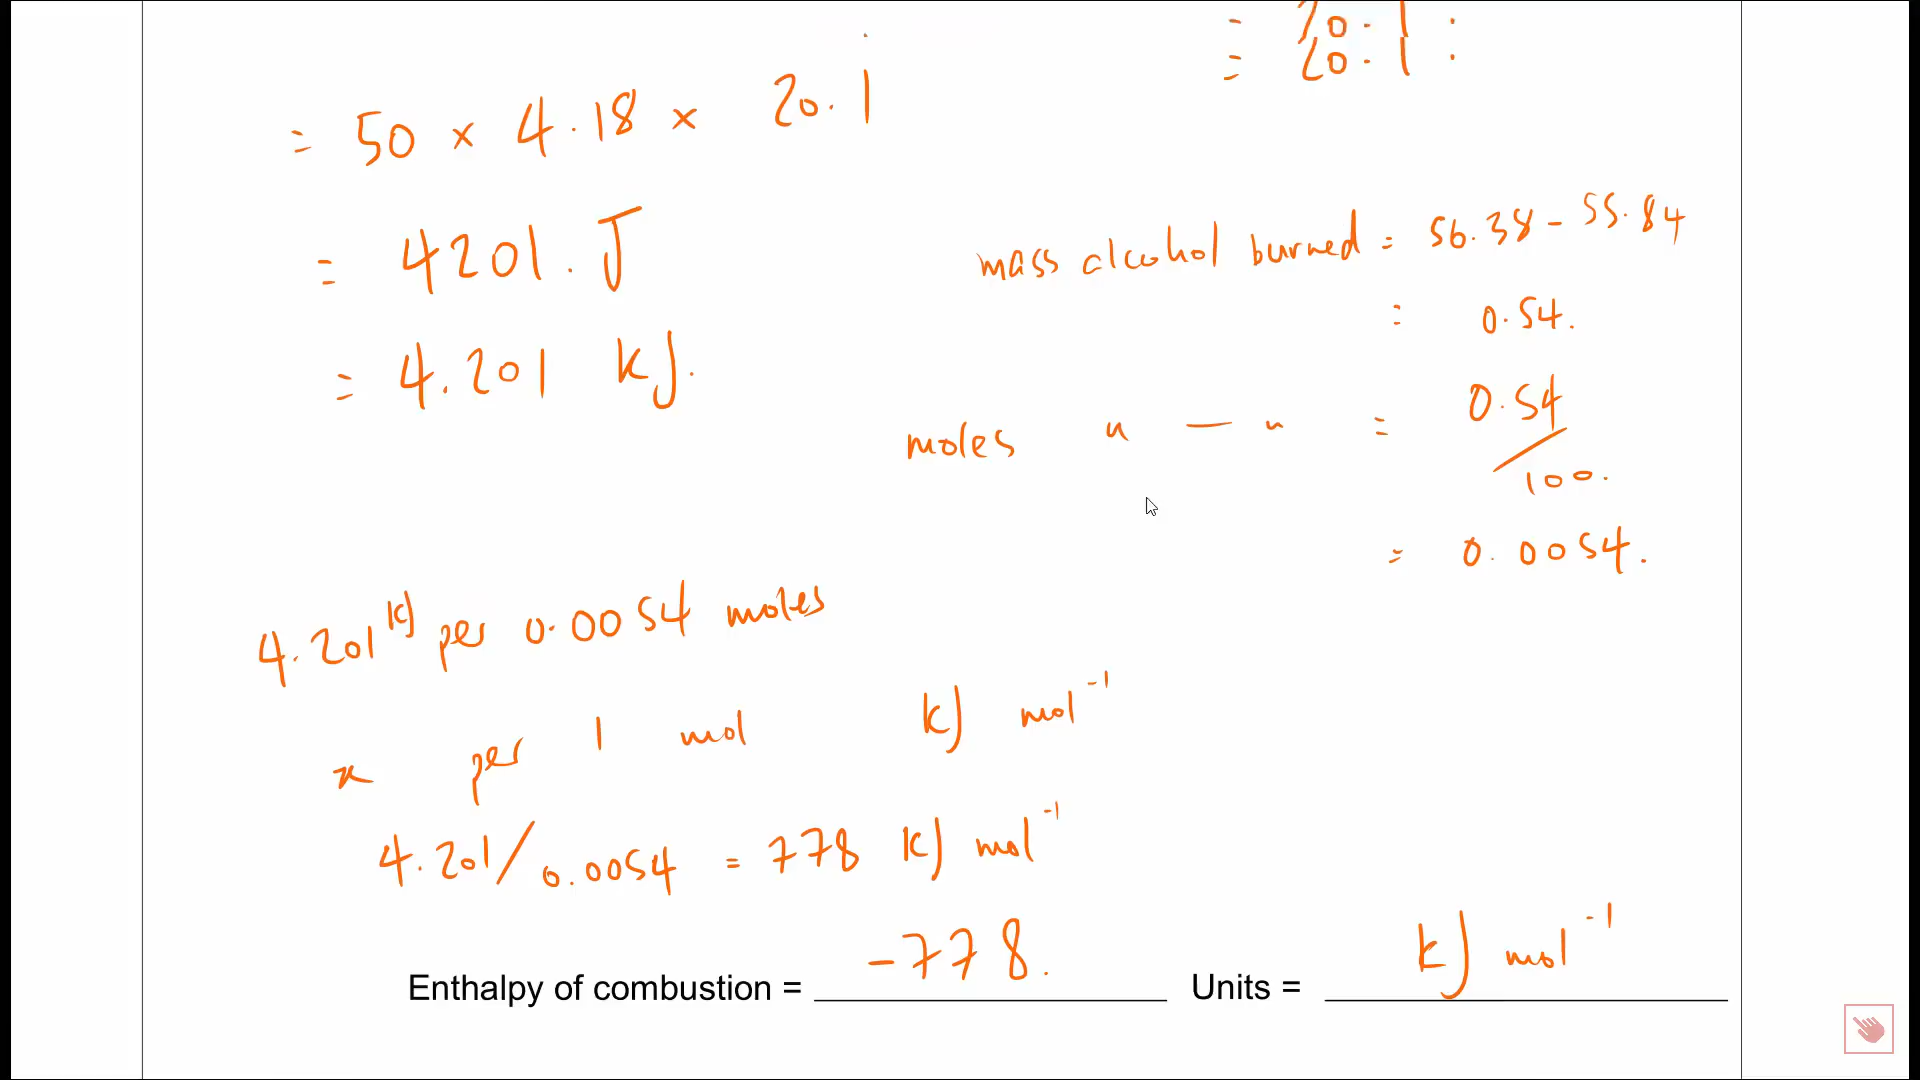 = 20.1 :
= 20.1 :
= 50 × 4.18 × 20.1
= 4201. J
= 4.201 kJ.
mass alcohol burned = 56.38 - 55.84
= 0.54.
moles " — " = 0.54/100.
= 0.0054.
4.201 kJ per 0.0054 moles
x per 1 mol kJ mol⁻¹
4.201/0.0054 = 778 kJ mol⁻¹
Enthalpy of combustion = -778. Units = kJ mol⁻¹